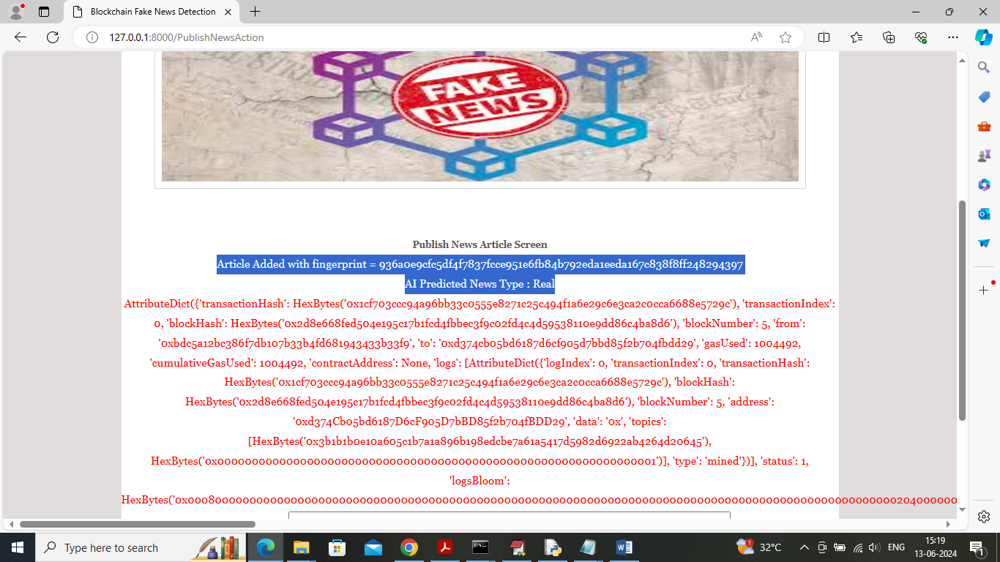 Blockchain Fake News Detection
127.0.0.1:8000/PublishNewsAction
FAKE
NEWS
Publish News Article Screen
Article Added with fingerprint = 936a0e9cfc5df4f7837fcce951e6fb84b792eda1eeda167c838f8ff248294397
AI Predicted News Type : Real
AttributeDict({'transactionHash': HexBytes('0x1cf703ccc94a96bb33c0555e8271c25c494f1a6e29c6e3ca2c0cca6688e5729c'), 'transactionIndex':
0, 'blockHash': HexBytes('0x2d8e668fed504e195c17b1fcd4fbbec3f9c02fd4c4d59538110e9dd86c4ba8d6'), 'blockNumber': 5, 'from':
'0xbdc5a12bc386f7db107b33b4fd681943433b33f9', 'to': '0xd374cb05bd6187d6cf905d7bbd85f2b704fbdd29', 'gasUsed': 1004492,
'cumulativeGasUsed': 1004492, 'contractAddress': None, 'logs': [AttributeDict({'logIndex': 0, 'transactionIndex': 0, 'transactionHash':
HexBytes('0x1cf703ccc94a96bb33c0555e8271c25c494f1a6e29c6e3ca2c0cca6688e5729c'), 'blockHash':
HexBytes('0x2d8e668fed504e195c17b1fcd4fbbec3f9c02fd4c4d59538110e9dd86c4ba8d6'), 'blockNumber': 5, 'address':
'0xd374Cb05bd6187D6cF905D7bBD85f2b704fBDD29', 'data': '0x', 'topics':
[HexBytes('0x3b1b1b0e10a605c1b7a1a896b198edcbe7a61a5417d5982d6922ab4264d20645'),
HexBytes('0x0000000000000000000000000000000000000000000000000000000000000001')], 'type': 'mined'})], 'status': 1,
'logsBloom':
Type here to search
32°C
ENG
15:19
13-06-2024